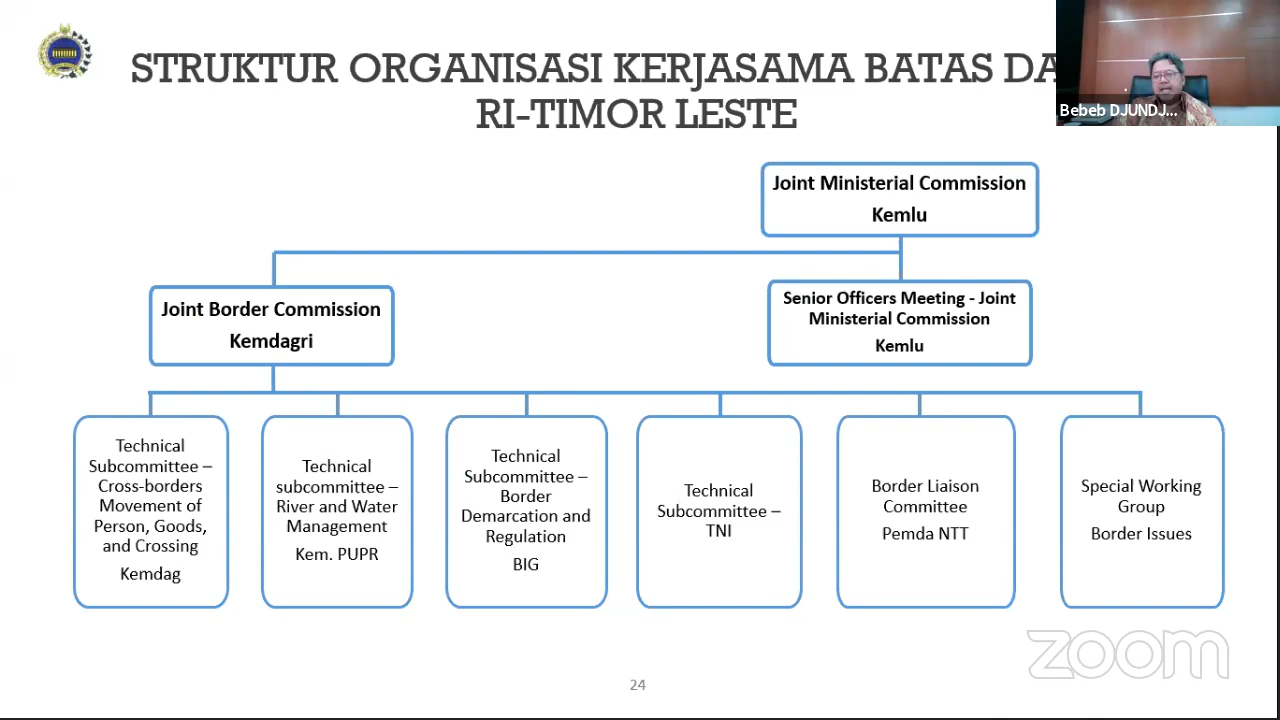 STRUKTUR ORGANISASI KERJASAMA BATAS
RI-TIMOR LESTE
Bebeb DJUNDJ...
Joint Ministerial Commission
Kemlu
Joint Border Commission
Kemdagri
Senior Officers Meeting - Joint
Ministerial Commission
Kemlu
Technical
Subcommittee –
Cross-borders
Movement of
Person, Goods,
and Crossing
Kemdag
Technical
subcommittee –
River and Water
Management
Kem. PUPR
Technical
Subcommittee –
Border
Demarcation and
Regulation
BIG
Technical
Subcommittee –
TNI
Border Liaison
Committee
Pemda NTT
Special Working
Group
Border Issues
zoom
24